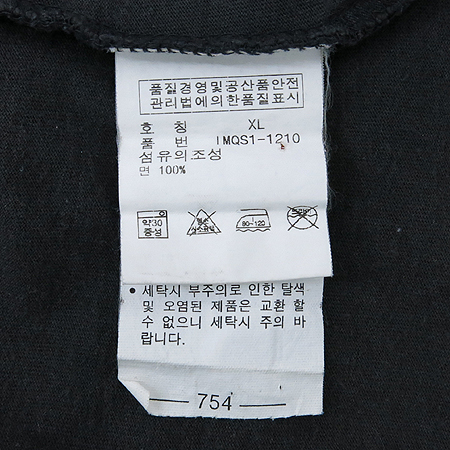 품질경영및공산품안전
관리법에의한품질표시
호 칭 XL
품 번 IMQS1-1210
섬유의조성
면 100%
약30
중성
80~120
• 세탁시 부주의로 인한 탈색
및 오염된 제품은 교환 할
수 없으니 세탁시 주의 바
랍니다.
— 754 —